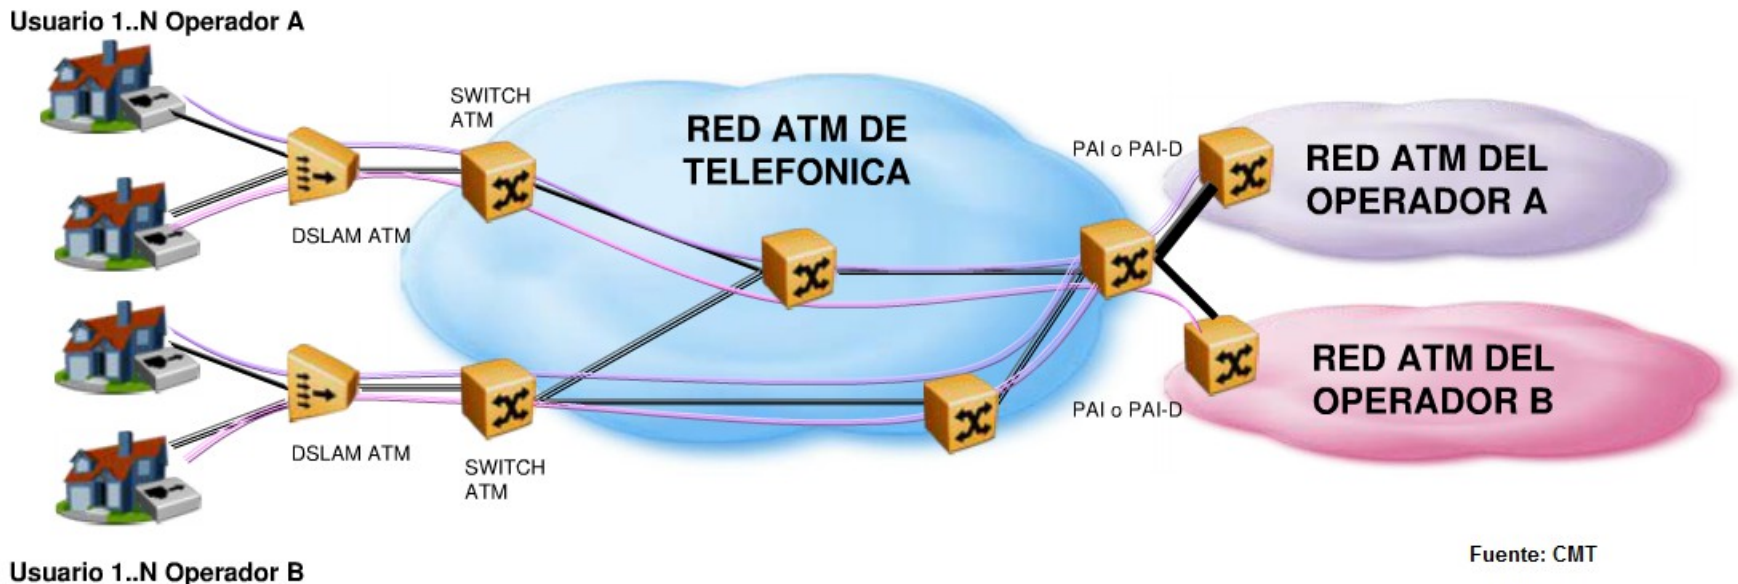 Usuario 1..N Operador A
SWITCH
ATM
RED ATM DE
TELEFONICA
PAI o PAI-D
RED ATM DEL
OPERADOR A
DSLAM ATM
RED ATM DEL
OPERADOR B
PAI o PAI-D
DSLAM ATM
SWITCH
ATM
Fuente: CMT
Usuario 1..N Operador B